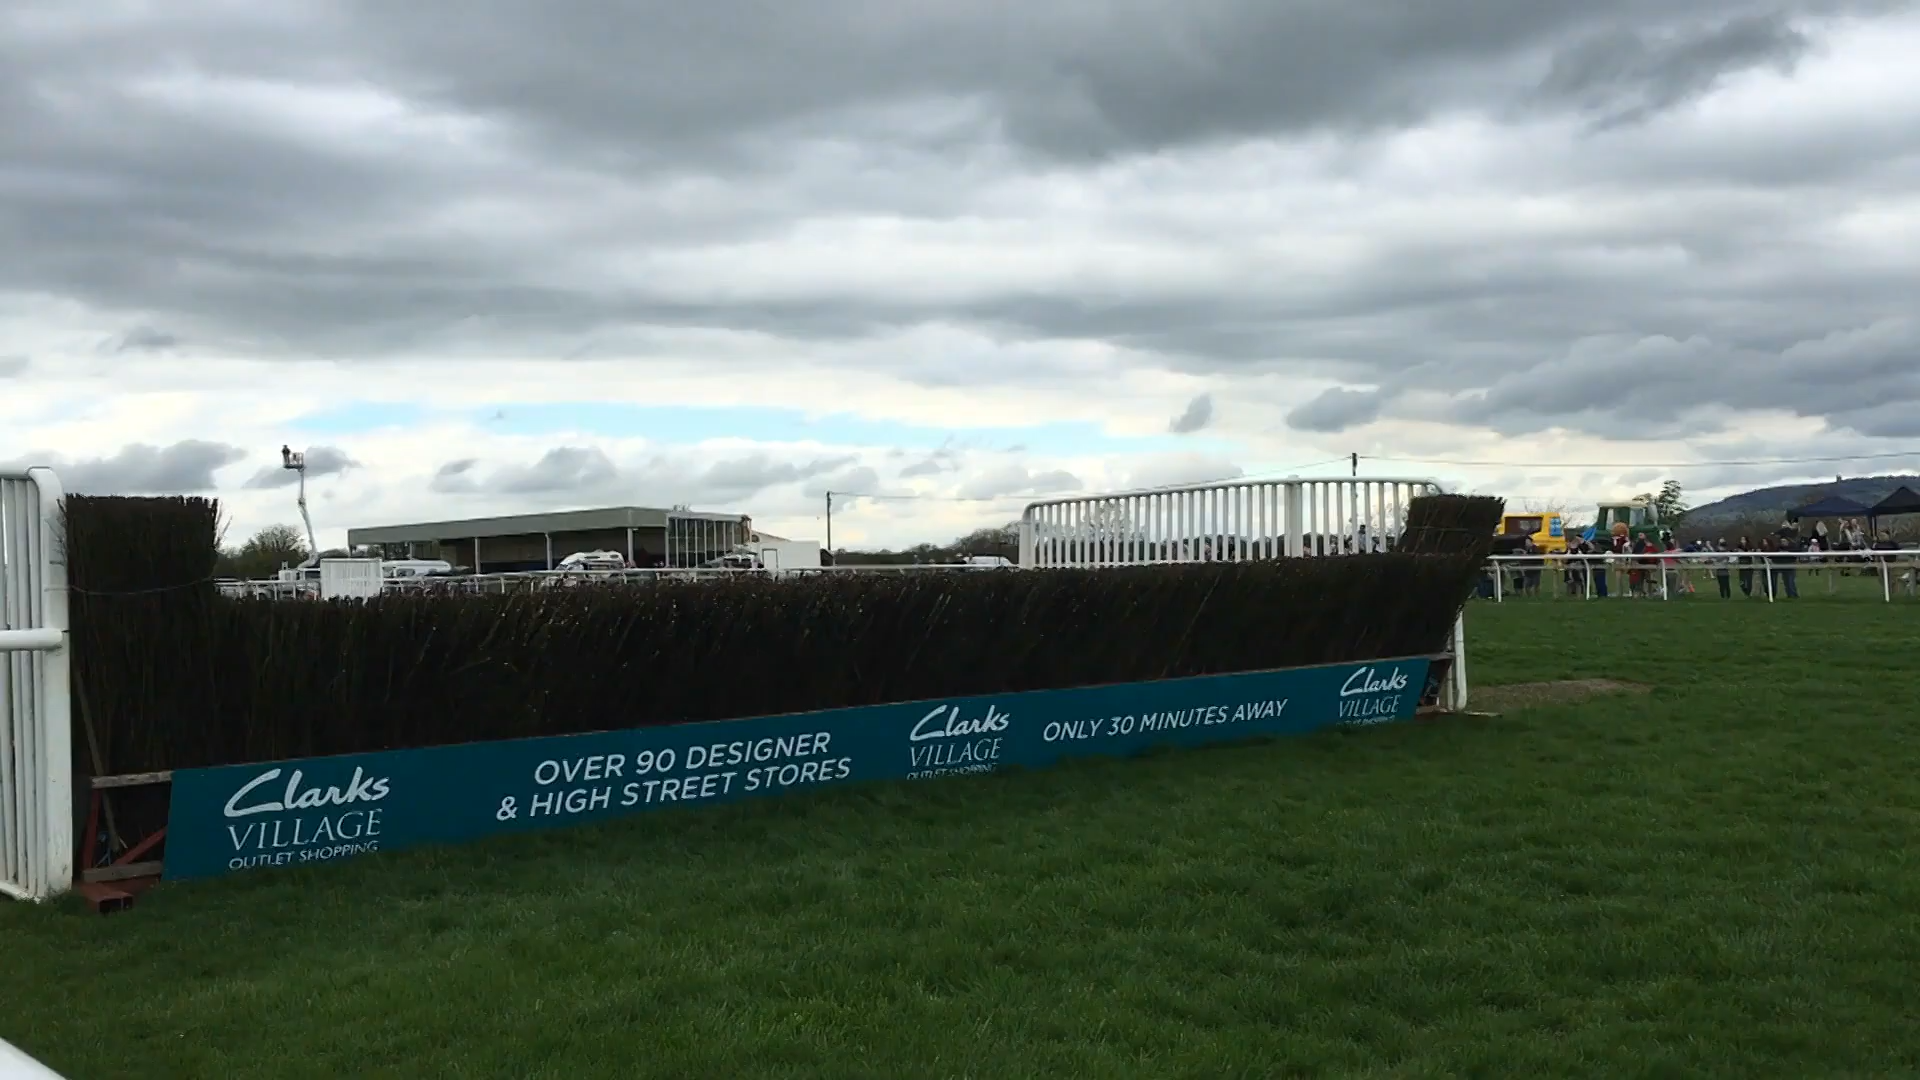 Clarks
VILLAGE
OUTLET SHOPPING
OVER 90 DESIGNER
& HIGH STREET STORES
Clarks
VILLAGE
OUTLET SHOPPING
ONLY 30 MINUTES AWAY
Clarks
VILLAGE